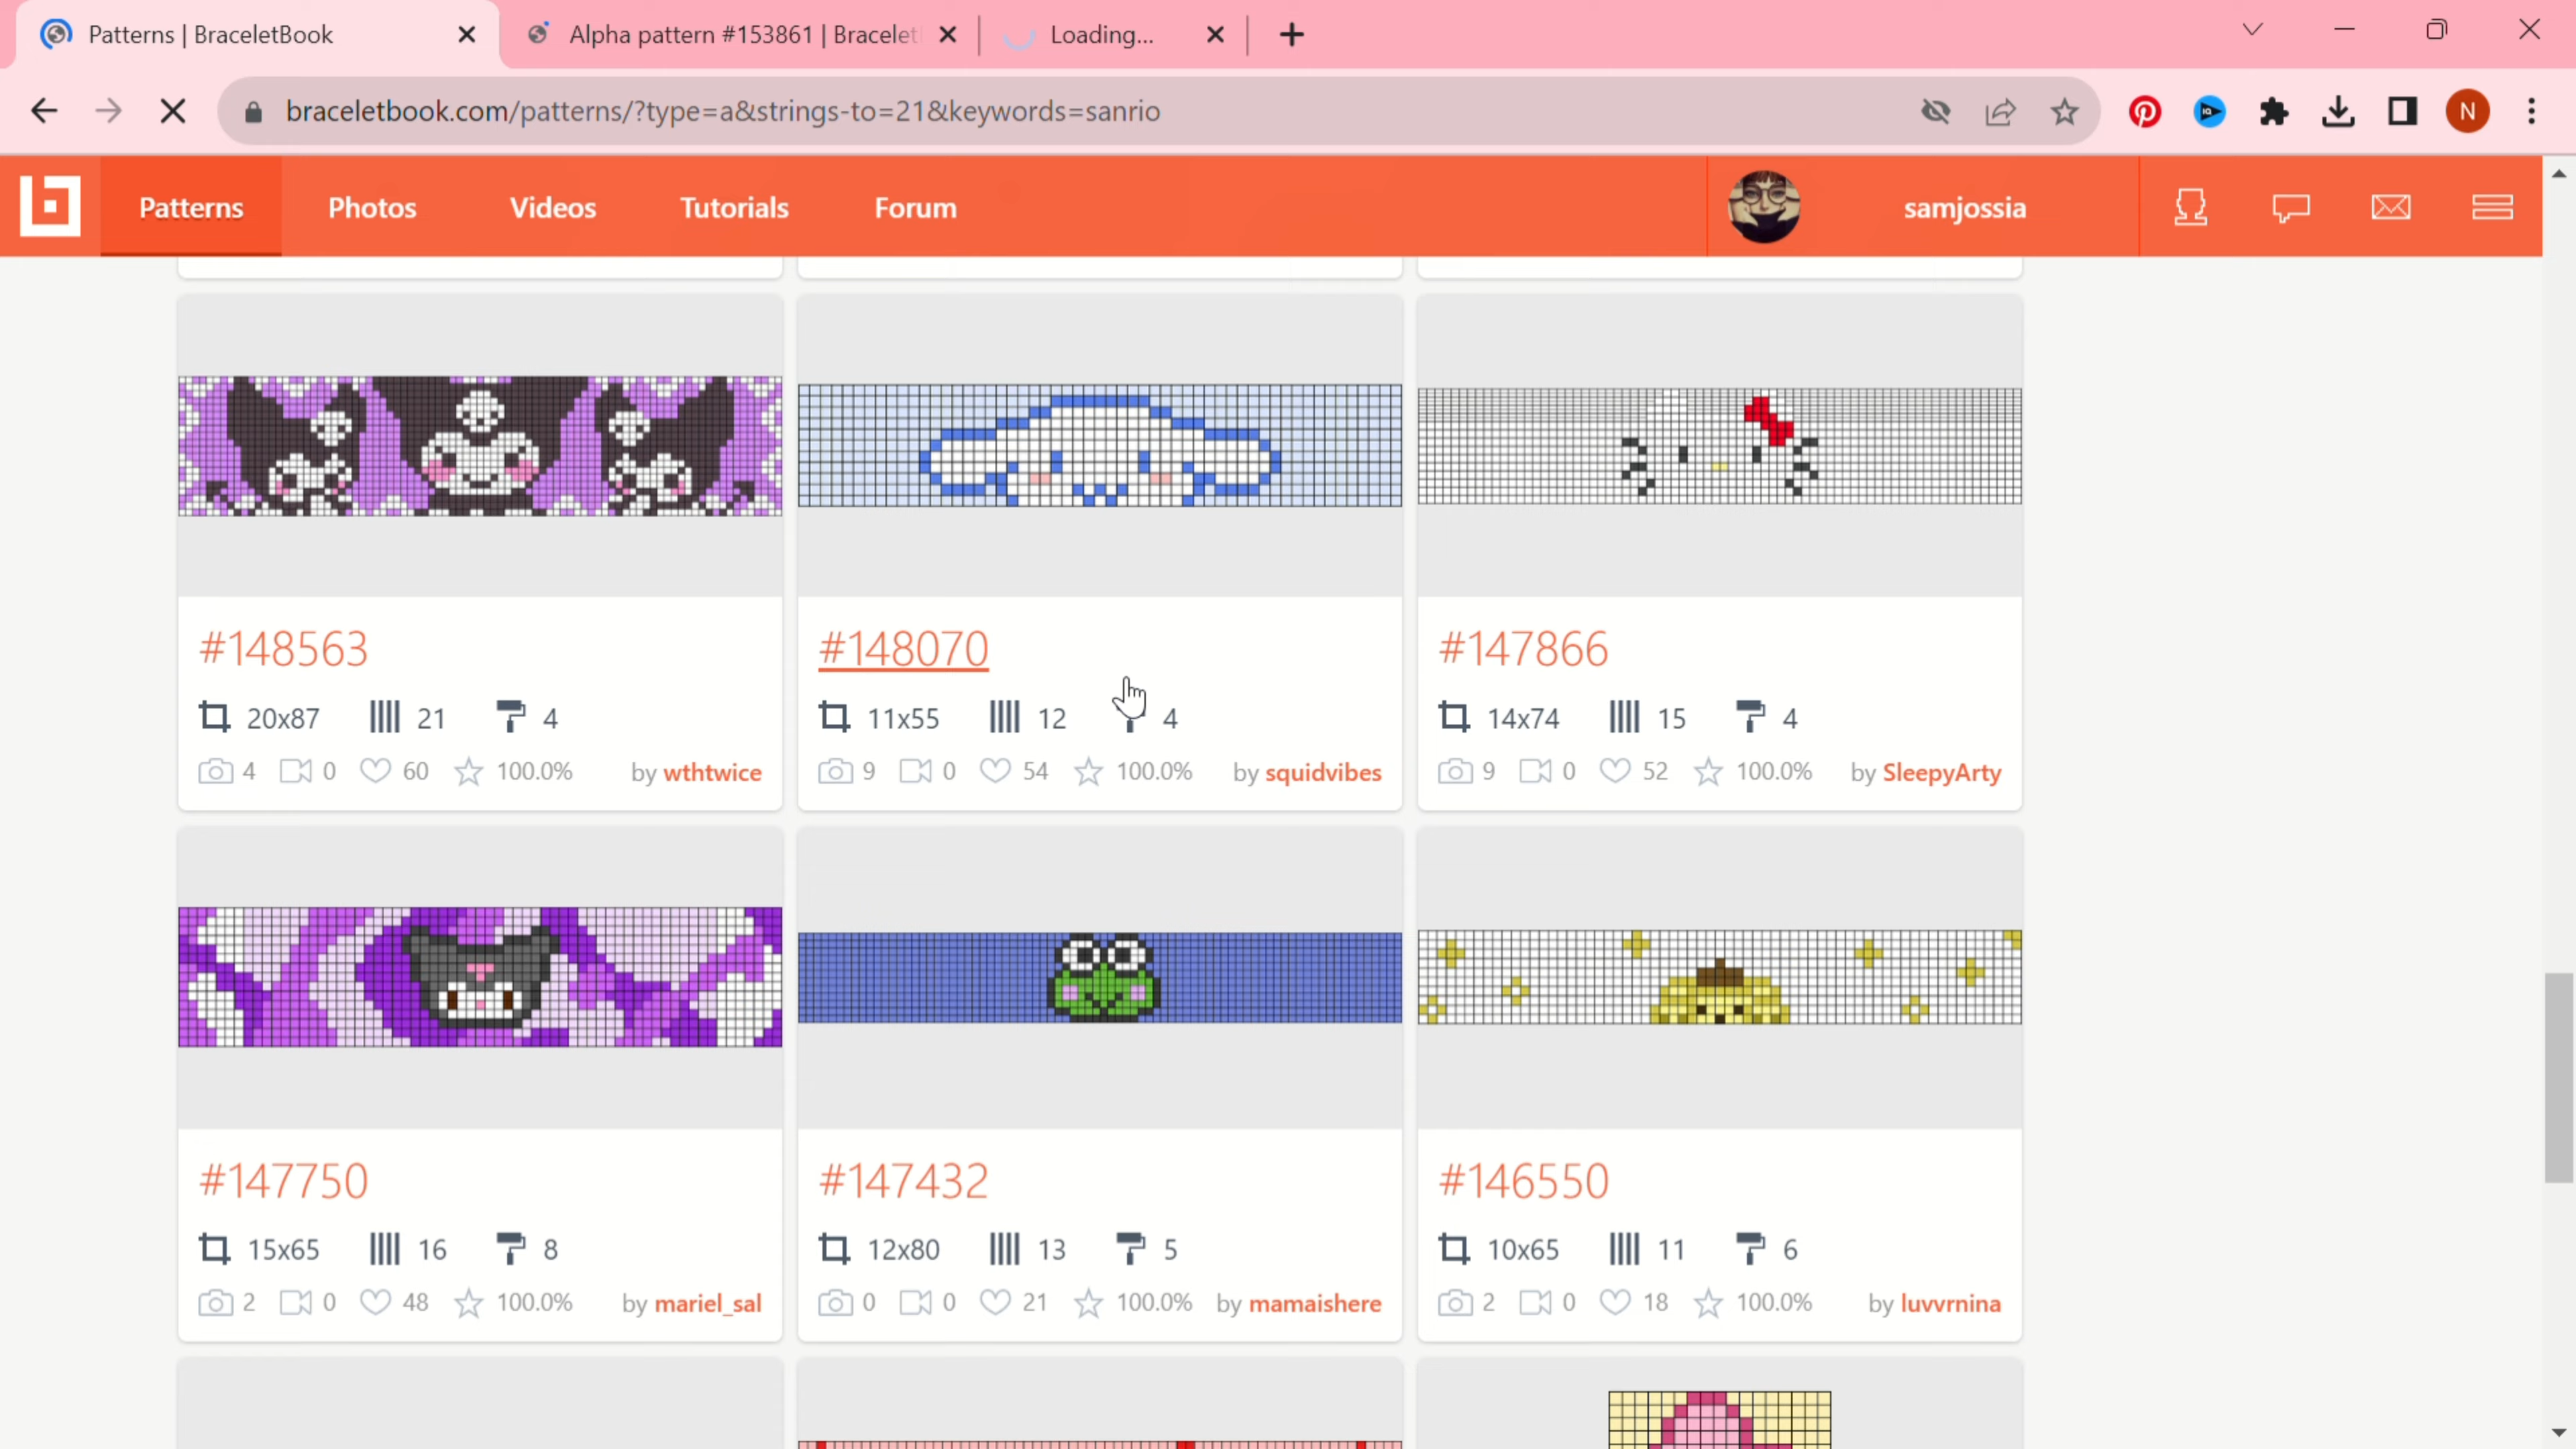 Patterns | BraceletBook
Alpha pattern #153861 | Bracelet
Loading...
braceletbook.com/patterns/?type=a&strings-to=21&keywords=sanrio
N
Patterns
Photos
Videos
Tutorials
Forum
samjossia
#148563
20x87 21 4
4 0 60 100.0% by wthtwice
#148070
11x55 12 4
9 0 54 100.0% by squidvibes
#147866
14x74 15 4
9 0 52 100.0% by SleepyArty
#147750
15x65 16 8
2 0 48 100.0% by mariel_sal
#147432
12x80 13 5
0 0 21 100.0% by mamaishere
#146550
10x65 11 6
2 0 18 100.0% by luvvrnina